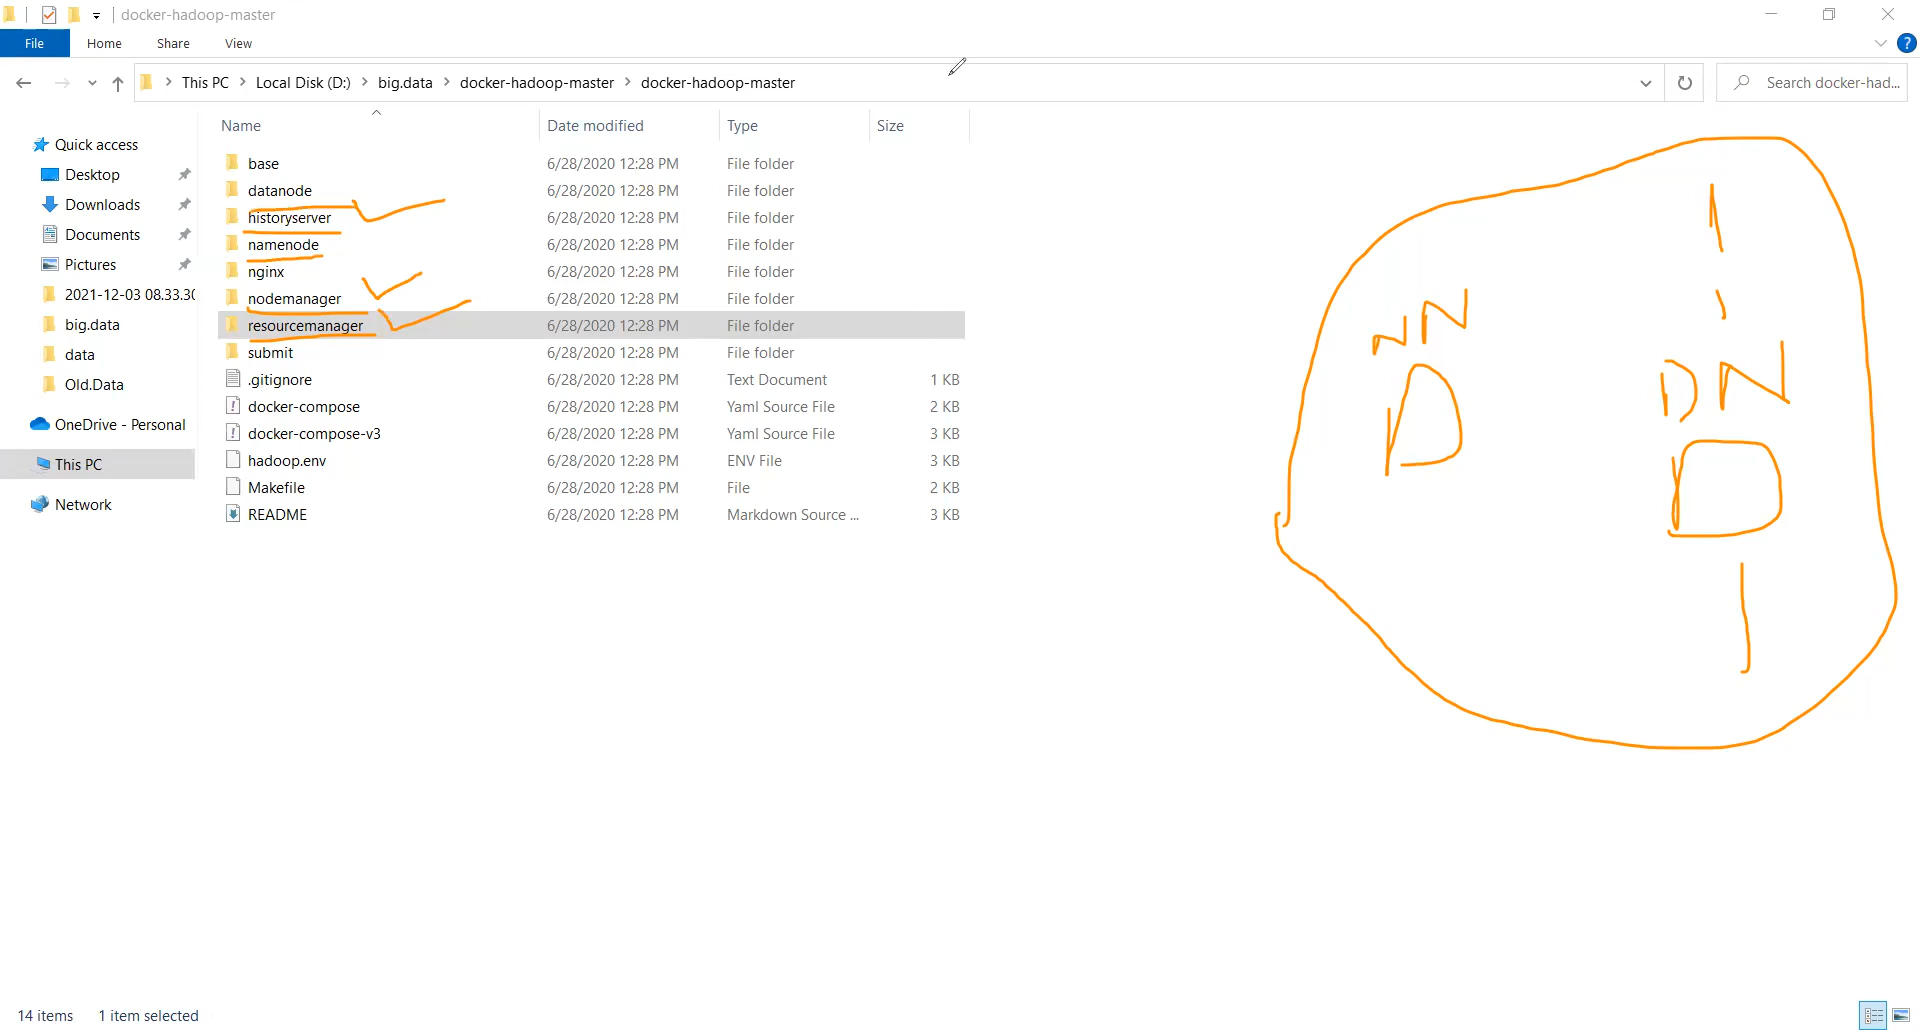 docker-hadoop-master
File Home Share View
This PC Local Disk (D:) big.data docker-hadoop-master docker-hadoop-master
Search docker-had...
Name Date modified Type Size
Quick access
Desktop
Downloads
Documents
Pictures
2021-12-03 08.33.30
big.data
data
Old.Data
OneDrive - Personal
This PC
Network
base 6/28/2020 12:28 PM File folder
datanode 6/28/2020 12:28 PM File folder
historyserver 6/28/2020 12:28 PM File folder
namenode 6/28/2020 12:28 PM File folder
nginx 6/28/2020 12:28 PM File folder
nodemanager 6/28/2020 12:28 PM File folder
resourcemanager 6/28/2020 12:28 PM File folder
submit 6/28/2020 12:28 PM File folder
.gitignore 6/28/2020 12:28 PM Text Document 1 KB
docker-compose 6/28/2020 12:28 PM Yaml Source File 2 KB
docker-compose-v3 6/28/2020 12:28 PM Yaml Source File 3 KB
hadoop.env 6/28/2020 12:28 PM ENV File 3 KB
Makefile 6/28/2020 12:28 PM File 2 KB
README 6/28/2020 12:28 PM Markdown Source ... 3 KB
NN
DN
14 items 1 item selected